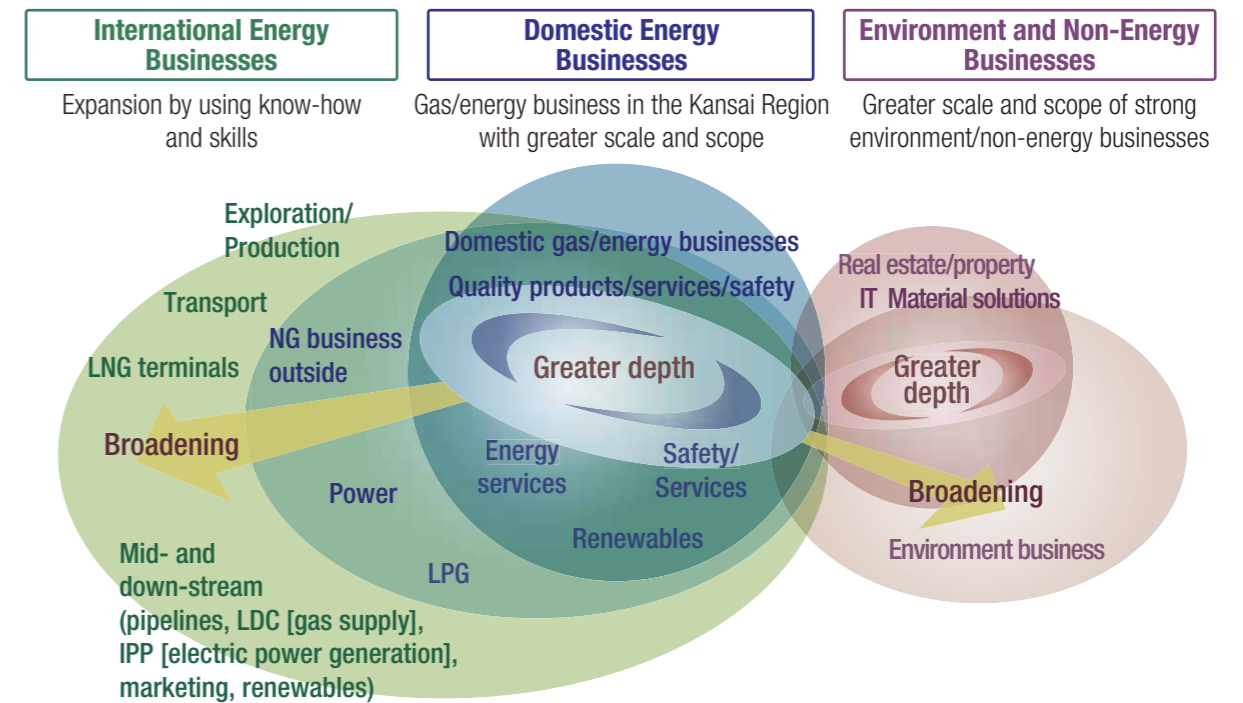 International Energy
Businesses
Expansion by using know-how
and skills
Domestic Energy
Businesses
Gas/energy business in the Kansai Region
with greater scale and scope
Environment and Non-Energy
Businesses
Greater scale and scope of strong
environment/non-energy businesses
Exploration/
Production
Transport
LNG terminals
Broadening
Mid- and
down-stream
(pipelines, LDC [gas supply],
IPP [electric power generation],
marketing, renewables)
NG business
outside
Power
LPG
Domestic gas/energy businesses
Quality products/services/safety
Greater depth
Energy
services
Safety/
Services
Renewables
Real estate/property
IT Material solutions
Greater
depth
Broadening
Environment business